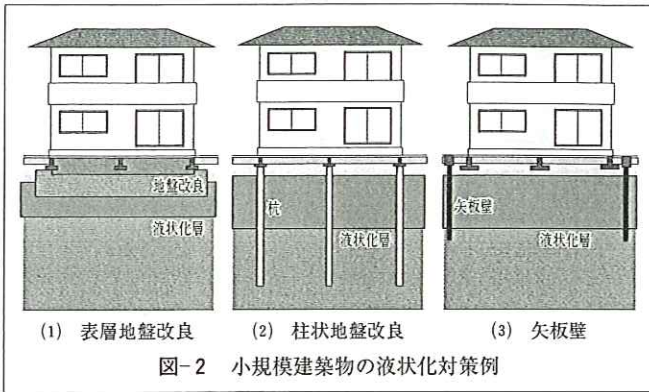 地盤改良
液状化層
杭
液状化層
矢板壁
液状化層
(1) 表層地盤改良
(2) 柱状地盤改良
(3) 矢板壁
図-2 小規模建築物の液状化対策例